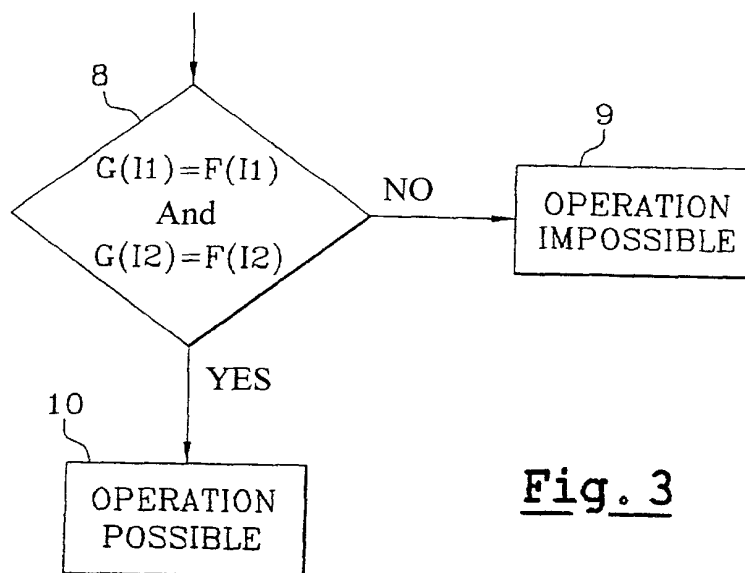 8
G(I1)=F(I1)
And
G(I2)=F(I2)
NO
9
OPERATION
IMPOSSIBLE
YES
10
OPERATION
POSSIBLE
Fig. 3